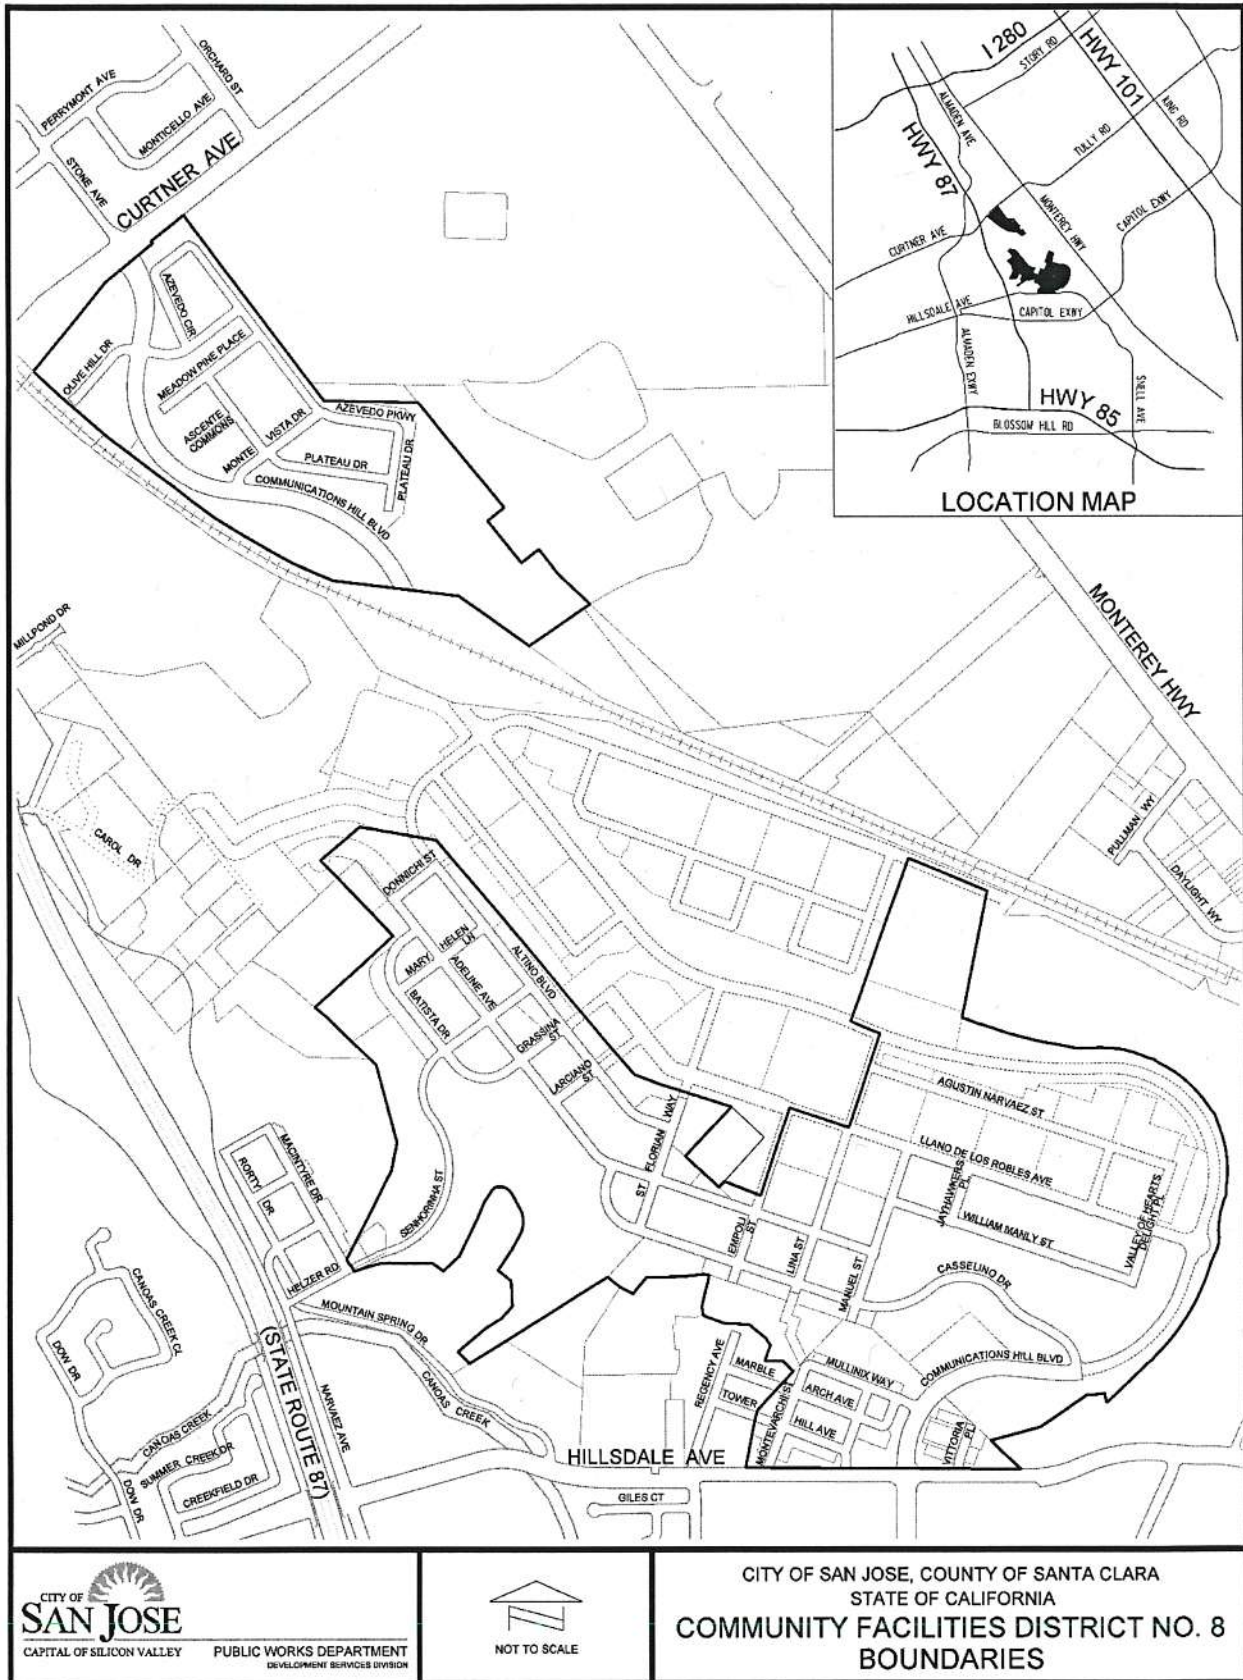 ORCHARD ST
PERRYMONT AVE
MONTICELLO AVE
STONE AVE
CURTNER AVE
I 280
STORY RD
HWY 101
KING RD
ALMADEN AVE
TULLY RD
HWY 87
MONTEREY HWY
CAPITOL EXWY
CURTNER AVE
HILLSDALE AVE
CAPITOL EXWY
ALMADEN EXWY
SNELL AVE
HWY 85
BLOSSOM HILL RD
LOCATION MAP
AZEVEDO CIR
OLIVE HILL DR
MEADOW PINE PLACE
ASCENTE
COMMONS
MONTE
VISTA DR
AZEVEDO PKWY
PLATEAU DR
PLATEAU DR
COMMUNICATIONS HILL BLVD
MONTEREY HWY
MILLPOND DR
PULLMAN WY
DAYLIGHT WY
CAROL DR
DONNICHI ST
HELEN
LN
MARY
ADELINE AVE
ALTINO BLVD
BATISTA DR
GRASSINA
ST
LARCIANO
ST
AGUSTIN NARVAEZ ST
FLORIAN WAY
ST
LLANO DE LOS ROBLES AVE
JAYHAWKERS
PL
WILLIAM MANLY ST
VALLEY OF HEARTS
DELIGHT PL
MACINTYRE DR
RORTY DR
SENHORINHA ST
EMPOLI
ST
LINA ST
MANUEL ST
CASSELINO DR
HELZER RD
MOUNTAIN SPRING DR
CANOAS CREEK
CANOAS CREEK CL
DOW DR
(STATE ROUTE 87)
NARVAEZ AVE
REGENCY AVE
MARBLE
TOWER
MONTEVARCHI ST
MULLINIX WAY
ARCH AVE
HILL AVE
COMMUNICATIONS HILL BLVD
VITTORIA
PL
CANOAS CREEK
SUMMER CREEK DR
CREEKFIELD DR
DOW DR
HILLSDALE AVE
GILES CT
CITY OF
SAN JOSE
CAPITAL OF SILICON VALLEY
PUBLIC WORKS DEPARTMENT
DEVELOPMENT SERVICES DIVISION
NOT TO SCALE
CITY OF SAN JOSE, COUNTY OF SANTA CLARA
STATE OF CALIFORNIA
COMMUNITY FACILITIES DISTRICT NO. 8
BOUNDARIES